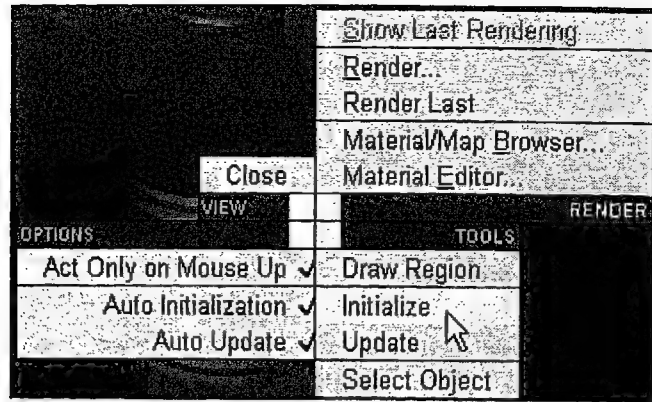 Show Last Rendering
Render...
Render Last
Material/Map Browser...
Close
Material Editor...
VIEW
RENDER
OPTIONS
TOOLS
Act Only on Mouse Up ✓
Draw Region
Auto Initialization ✓
Initialize
Auto Update ✓
Update
Select Object